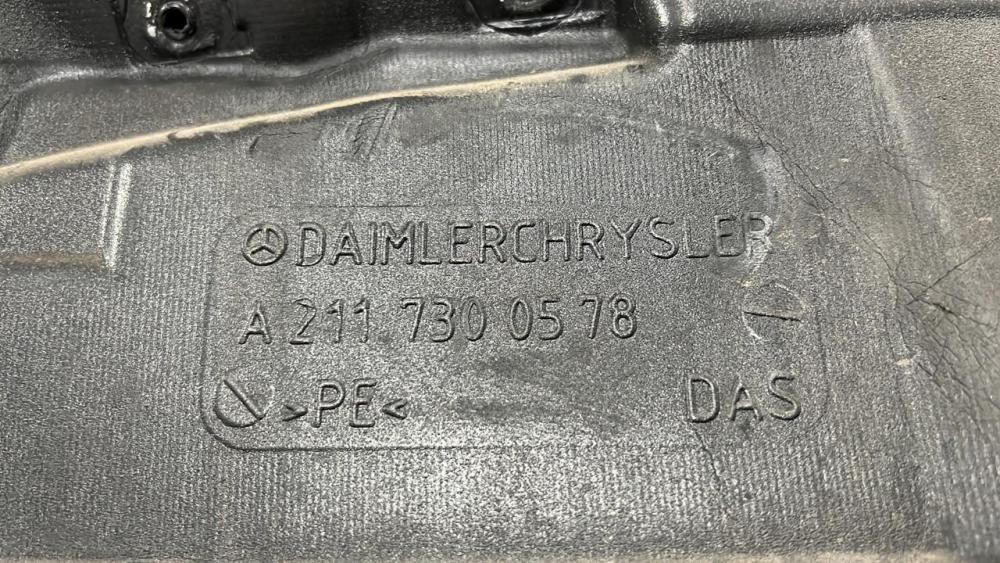 DAIMLERCHRYSLER
A 211 730 05 78
>PE< DAS